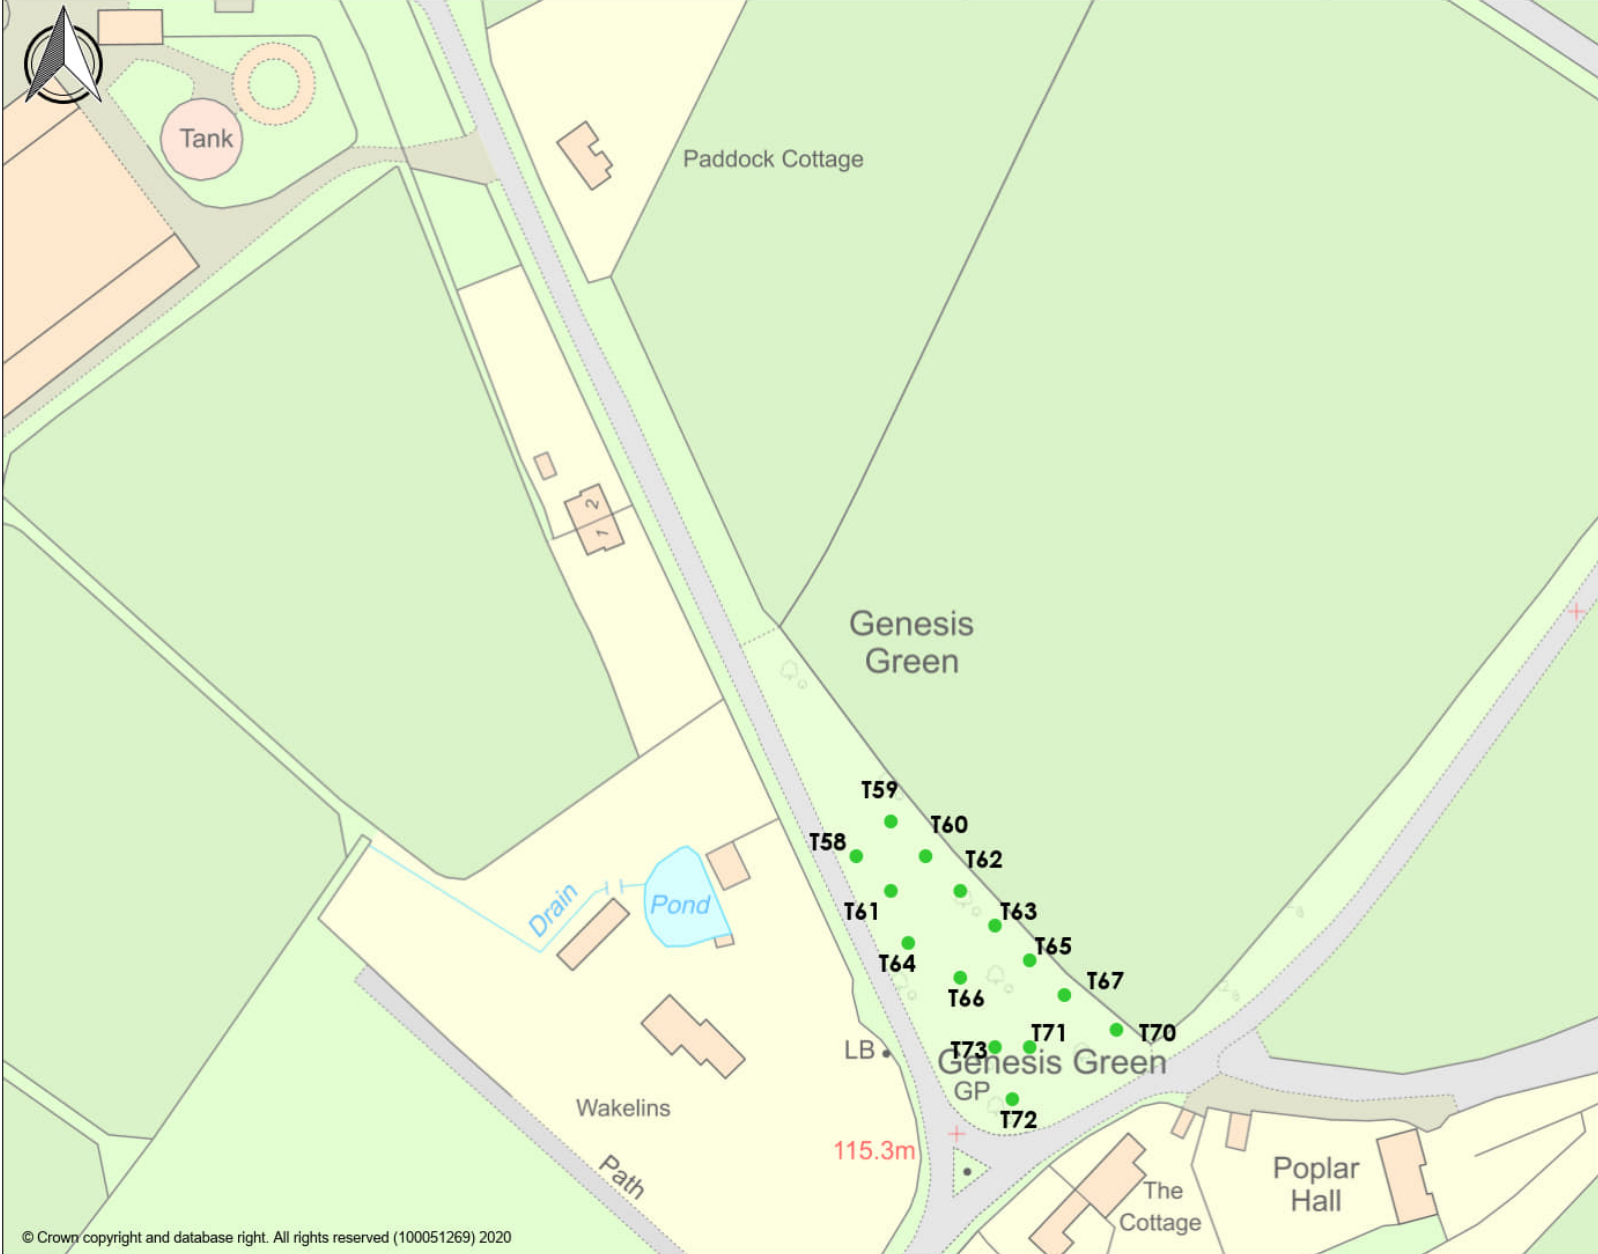 Tank
Paddock Cottage
2
1
Genesis
Green
T59
T60
T58
T62
T61
T63
T65
T64
T66
T67
T70
T71
T73
T72
Drain
Pond
LB
Genesis Green
GP
Wakelins
115.3m
Path
The
Cottage
Poplar
Hall
© Crown copyright and database right. All rights reserved (100051269) 2020